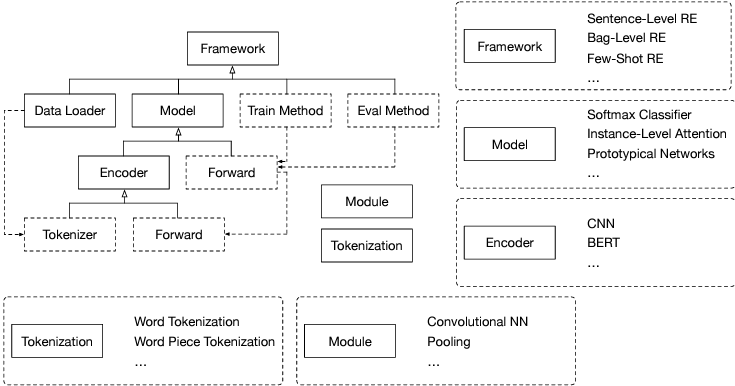 Framework
Data Loader
Model
Train Method
Eval Method
Encoder
Forward
Tokenizer
Forward
Module
Tokenization
Framework
Sentence-Level RE
Bag-Level RE
Few-Shot RE
...
Model
Softmax Classifier
Instance-Level Attention
Prototypical Networks
...
Encoder
CNN
BERT
...
Tokenization
Word Tokenization
Word Piece Tokenization
...
Module
Convolutional NN
Pooling
...